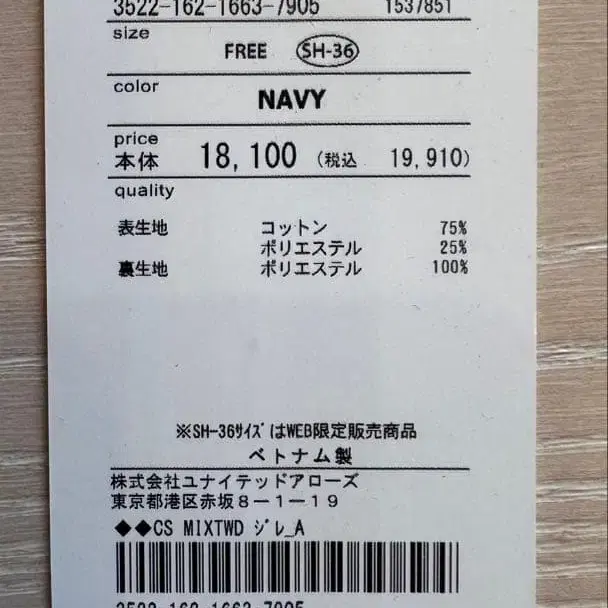 3522-162-1663-7905 1537851
size
FREE SH-36
color
NAVY
price
本体 18,100 (税込 19,910)
quality
表生地 コットン 75%
ポリエステル 25%
裏生地 ポリエステル 100%
※SH-36ｻｲｽﾞはWEB限定販売商品
ベトナム製
株式会社ユナイテッドアローズ
東京都港区赤坂8-1-19
◆◆CS MIXTWD ｼﾞﾚ_A
3522-162-1663-7905